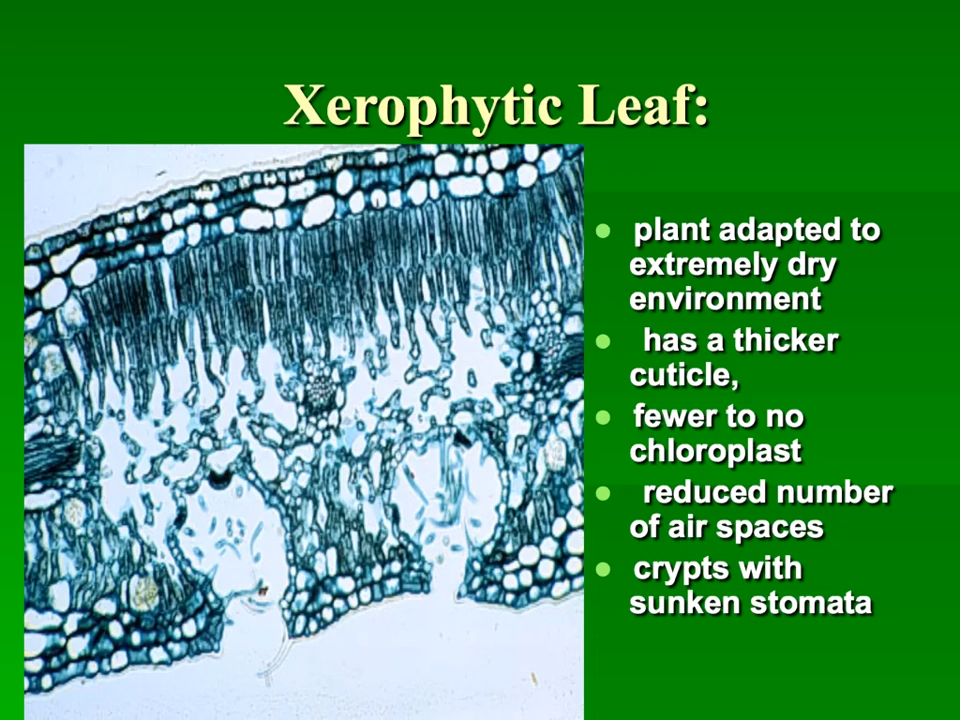 Xerophytic Leaf:
plant adapted to
extremely dry
environment
has a thicker
cuticle,
fewer to no
chloroplast
reduced number
of air spaces
crypts with
sunken stomata